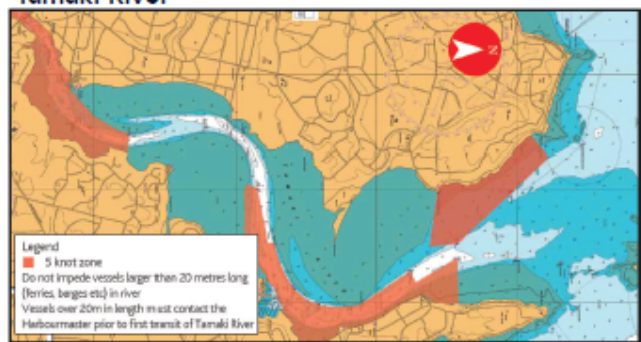 Tamaki River
N
Legend
5 knot zone
Do not impede vessels larger than 20 metres long
(ferries, barges etc) in river
Vessels over 20m in length must contact the
Harbourmaster prior to first transit of Tamaki River